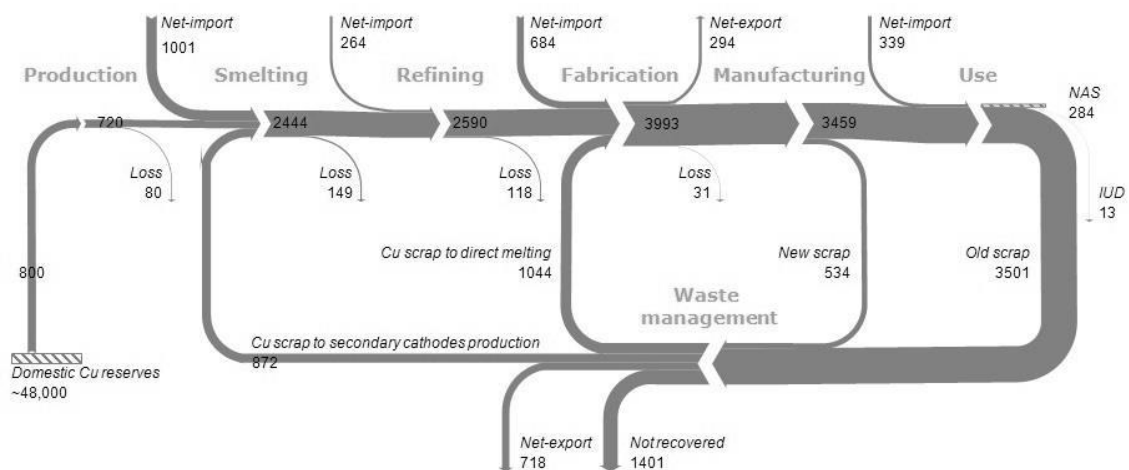 Net-import
1001
Net-import
264
Net-import
684
Net-export
294
Net-import
339
Production
Smelting
Refining
Fabrication
Manufacturing
Use
NAS
284
720
2444
2590
3993
3459
Loss
80
Loss
149
Loss
118
Loss
31
IUD
13
800
Cu scrap to direct melting
1044
New scrap
534
Old scrap
3501
Waste
management
Cu scrap to secondary cathodes production
872
Domestic Cu reserves
~48,000
Net-export
718
Not recovered
1401